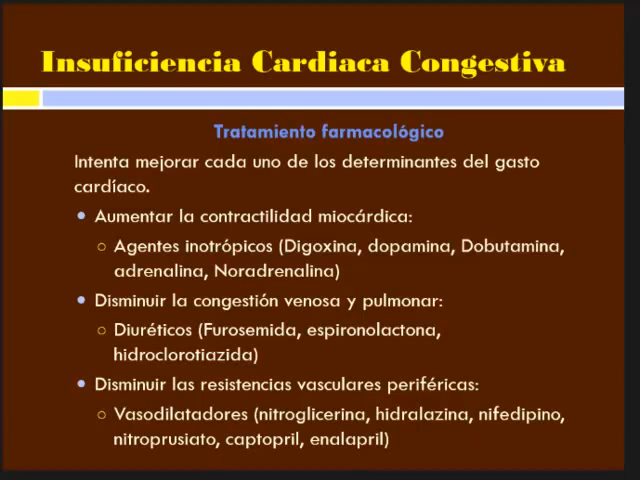 Insuficiencia Cardiaca Congestiva
Tratamiento farmacológico
Intenta mejorar cada uno de los determinantes del gasto
cardíaco.
• Aumentar la contractilidad miocárdica:
○ Agentes inotrópicos (Digoxina, dopamina, Dobutamina,
adrenalina, Noradrenalina)
• Disminuir la congestión venosa y pulmonar:
○ Diuréticos (Furosemida, espironolactona,
hidroclorotiazida)
• Disminuir las resistencias vasculares periféricas:
○ Vasodilatadores (nitroglicerina, hidralazina, nifedipino,
nitroprusiato, captopril, enalapril)